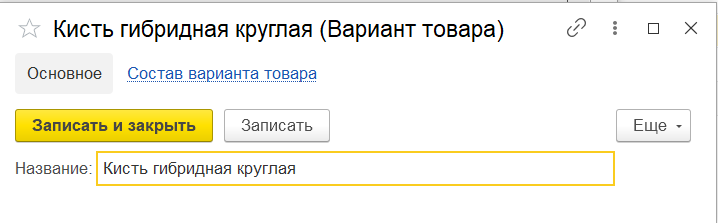 Кисть гибридная круглая (Вариант товара)
Основное Состав варианта товара
Записать и закрыть Записать Еще
Название: Кисть гибридная круглая